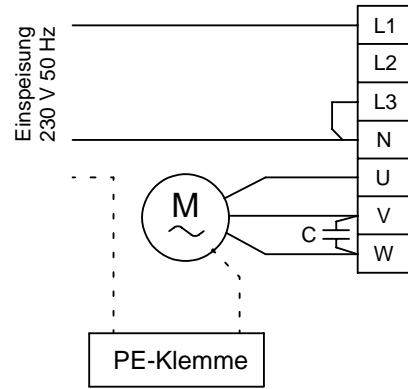 Einspeisung
230 V 50 Hz
L1
L2
L3
N
U
V
W
M
C
PE-Klemme